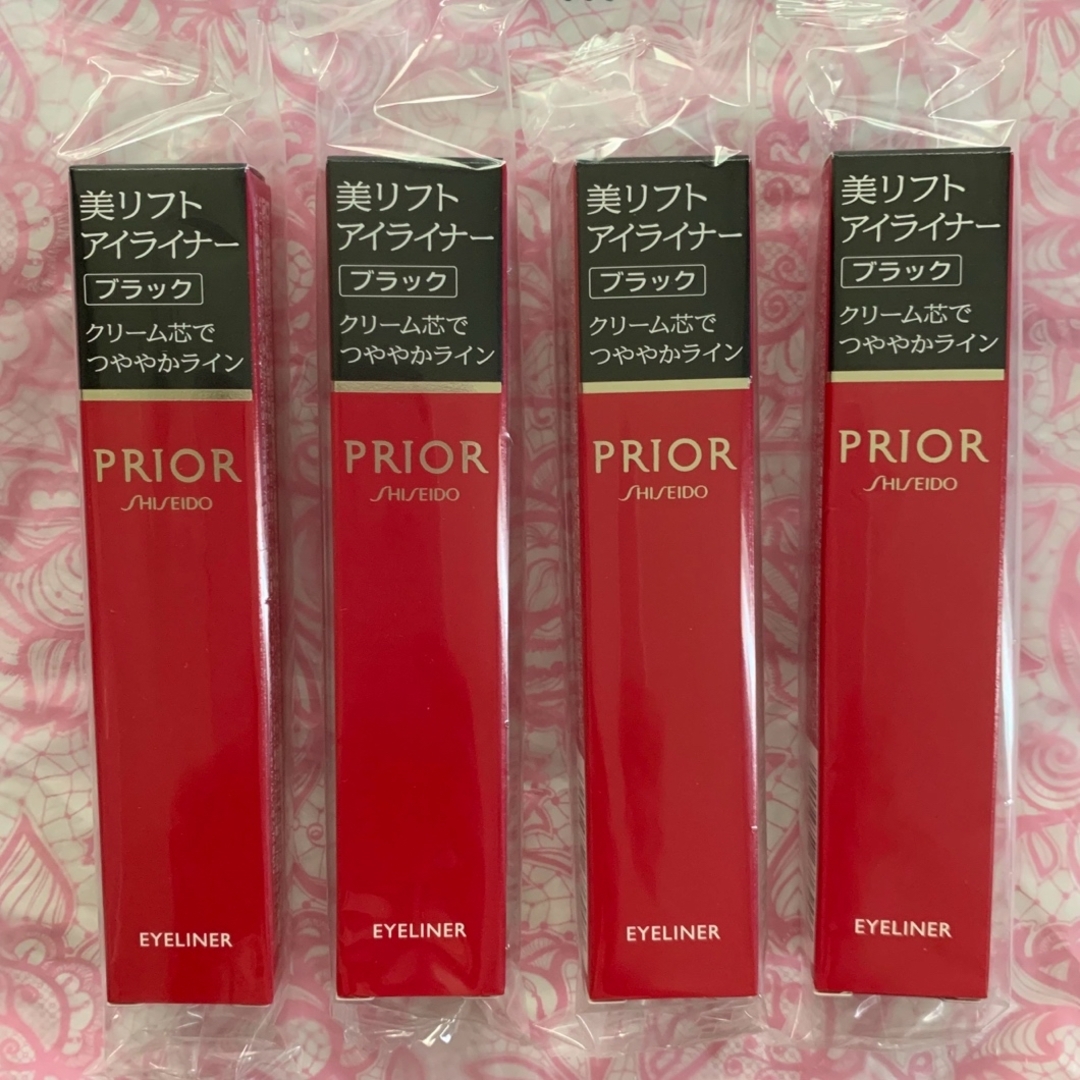 美リフト
アイライナー
ブラック
クリーム芯で
つややかライン
PRIOR
SHISEIDO
EYELINER
美リフト
アイライナー
ブラック
クリーム芯で
つややかライン
PRIOR
SHISEIDO
EYELINER
美リフト
アイライナー
ブラック
クリーム芯で
つややかライン
PRIOR
SHISEIDO
EYELINER
美リフト
アイライナー
ブラック
クリーム芯で
つややかライン
PRIOR
SHISEIDO
EYELINER